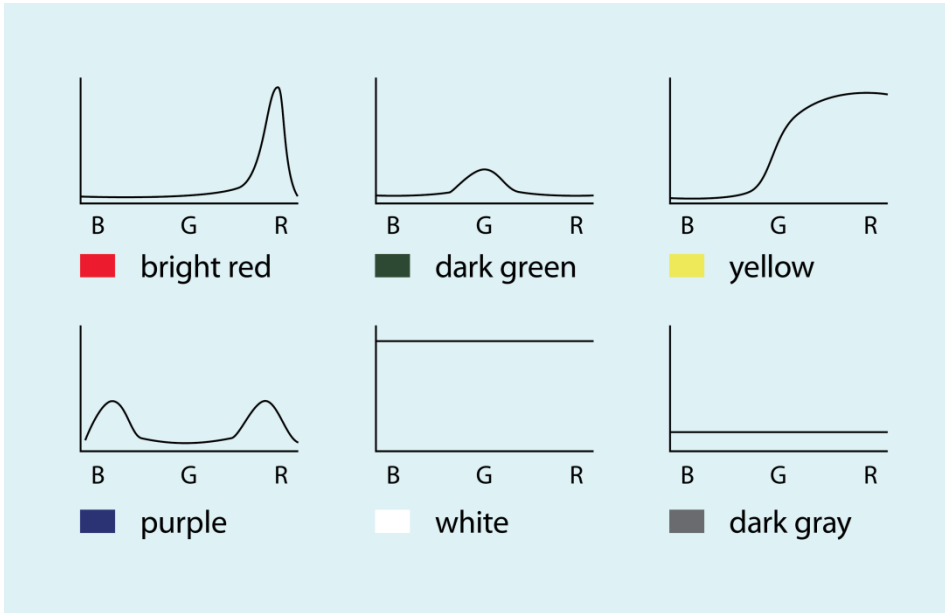 B G R
bright red
B G R
dark green
B G R
yellow
B G R
purple
B G R
white
B G R
dark gray